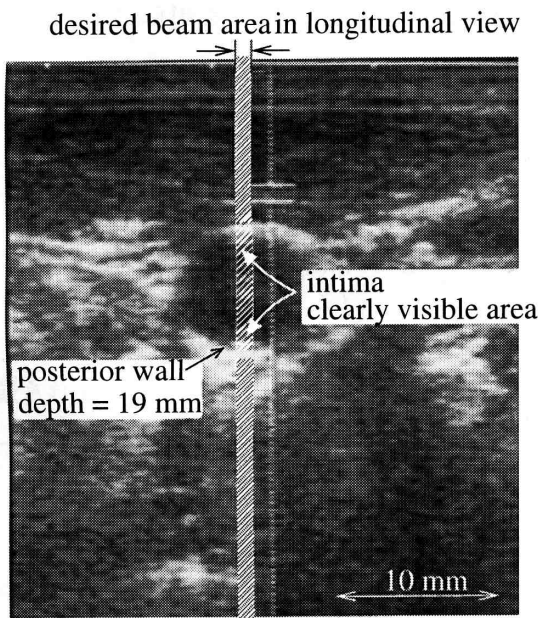 desired beam area in longitudinal view
intima
clearly visible area
posterior wall
depth = 19 mm
10 mm